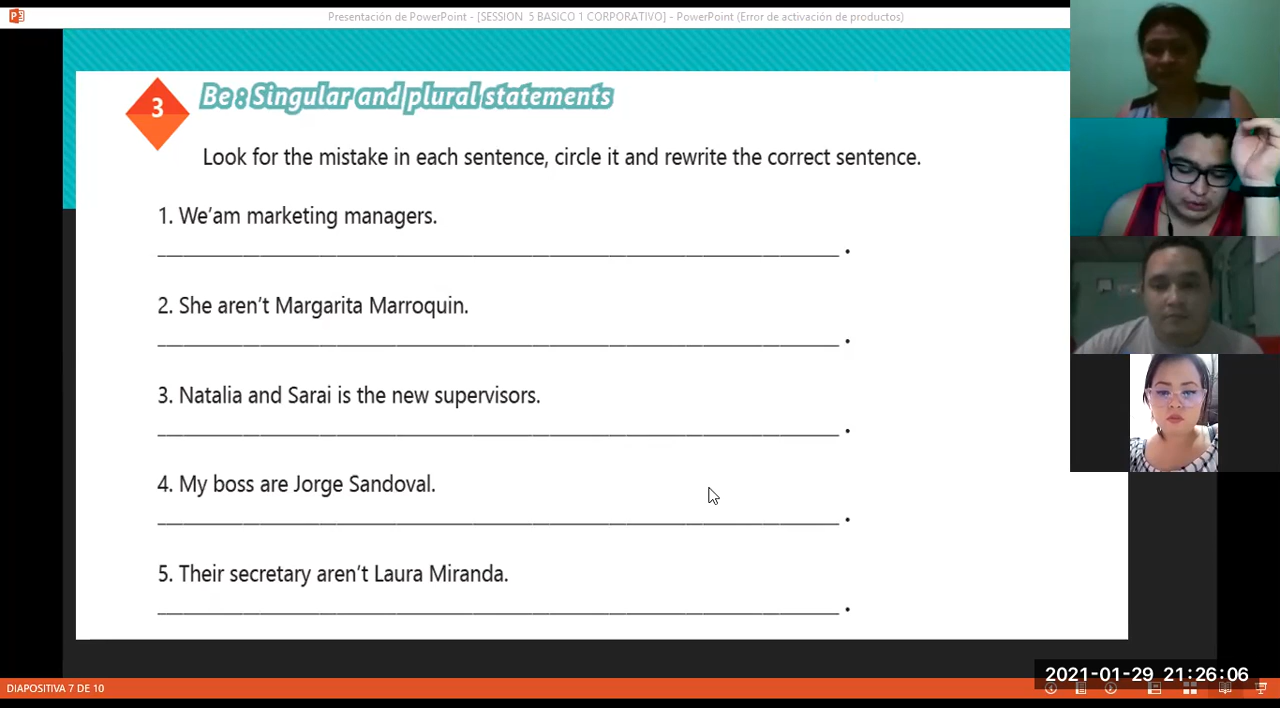 Presentación de PowerPoint - [SESSION 5 BASICO 1 CORPORATIVO] - PowerPoint (Error de activación de productos)
3
Be : Singular and plural statements
Look for the mistake in each sentence, circle it and rewrite the correct sentence.
1. We'am marketing managers.
2. She aren't Margarita Marroquin.
3. Natalia and Sarai is the new supervisors.
4. My boss are Jorge Sandoval.
5. Their secretary aren't Laura Miranda.
2021-01-29 21:26:06
DIAPOSITIVA 7 DE 10